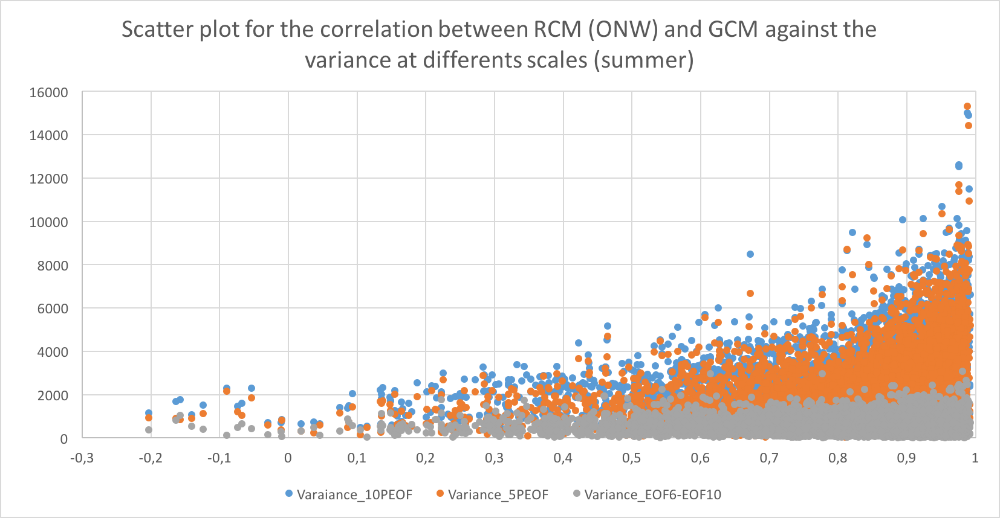 Scatter plot for the correlation between RCM (ONW) and GCM against the
variance at differents scales (summer)
16000
14000
12000
10000
8000
6000
4000
2000
0
-0,3 -0,2 -0,1 0 0,1 0,2 0,3 0,4 0,5 0,6 0,7 0,8 0,9 1
Varaiance_10PEOF Variance_5PEOF Variance_EOF6-EOF10